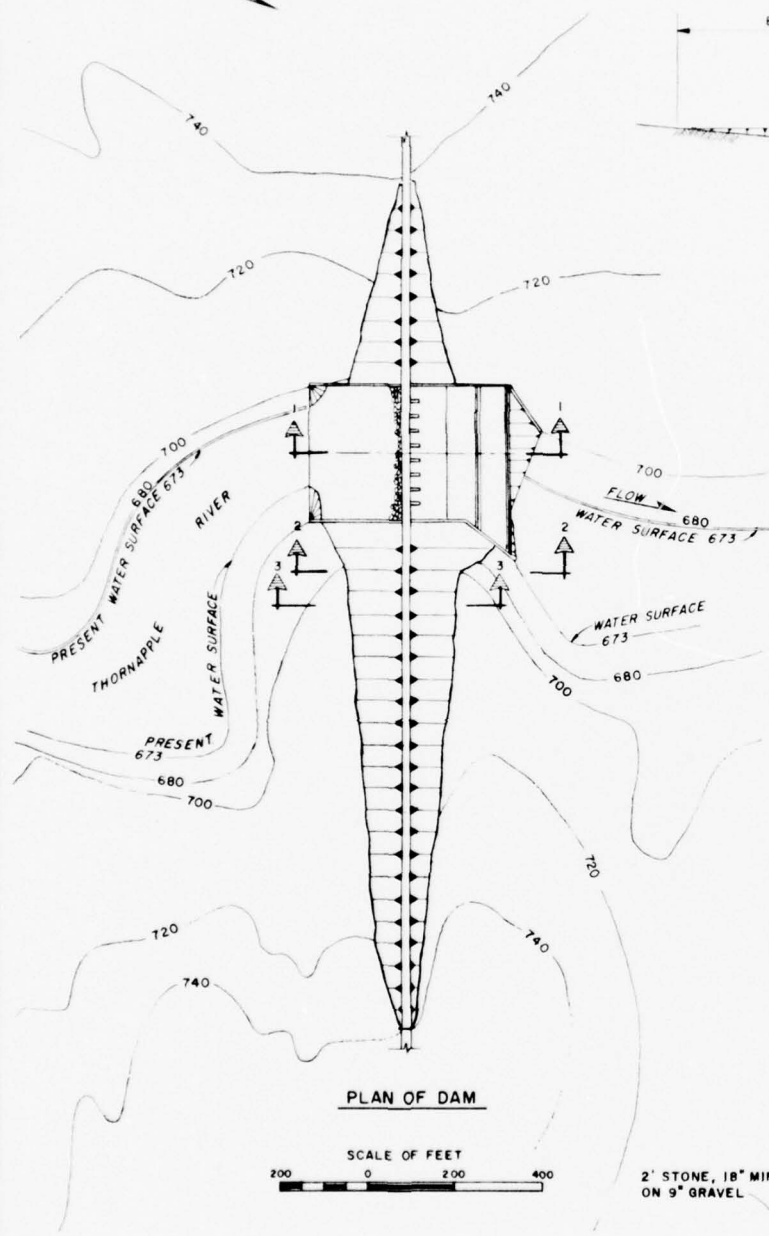 740
740
720
720
1
1
700
680
PRESENT WATER SURFACE 673
RIVER
THORNAPPLE
700
FLOW
680
WATER SURFACE 673
2
2
3
3
WATER SURFACE
673
680
700
PRESENT WATER SURFACE
673
680
700
720
720
740
740
PLAN OF DAM
SCALE OF FEET
200 0 200 400
2' STONE, 18"
ON 9" GRAVEL